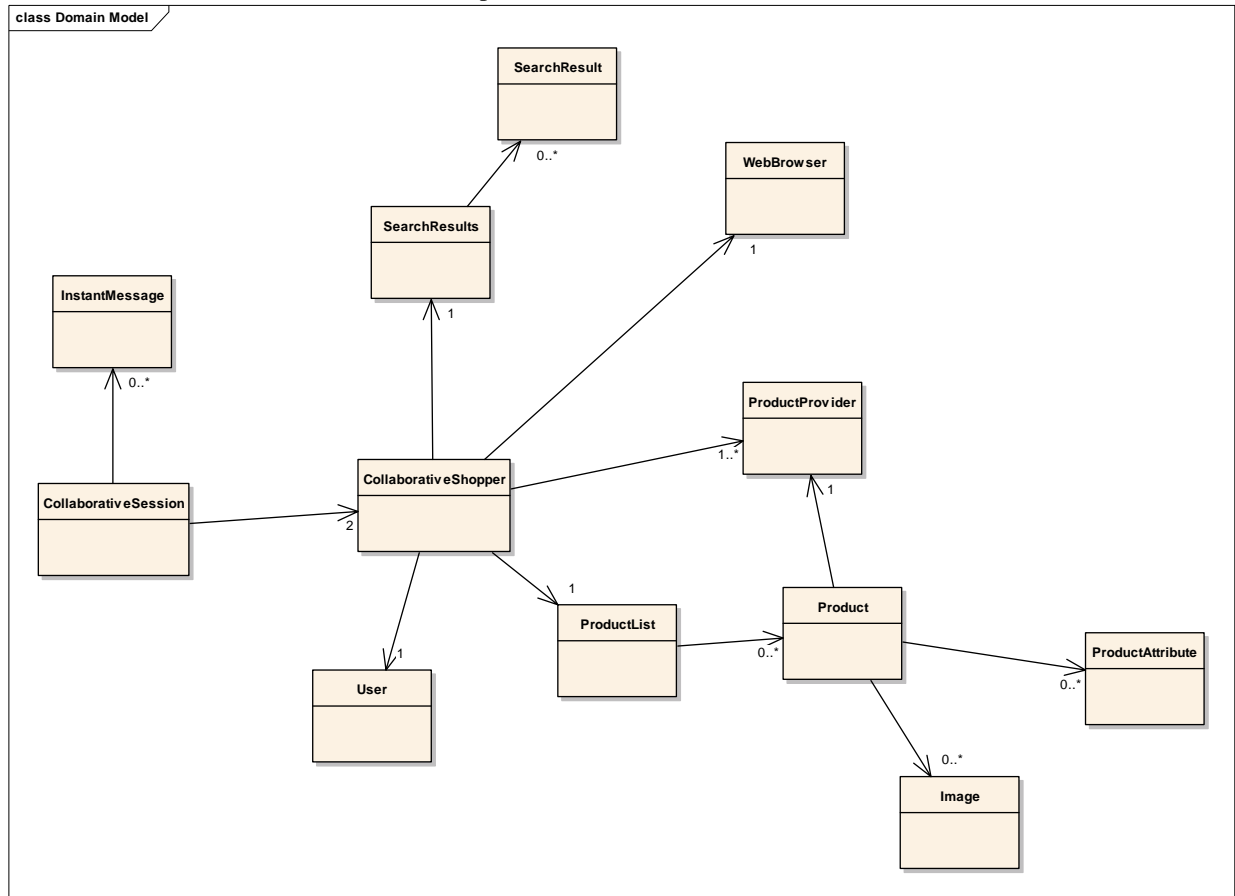 class Domain Model
SearchResult
0..*
WebBrowser
1
SearchResults
1
InstantMessage
0..*
ProductProvider
1..*
1
CollaborativeShopper
CollaborativeSession
2
1
Product
ProductList
0..*
ProductAttribute
0..*
1
User
0..*
Image